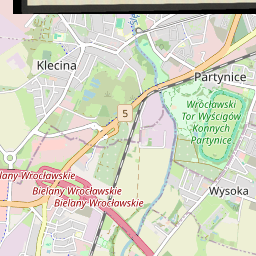 Klecina
Partynice
5
Wrocławski
Tor Wyścigów
Konnych
Partynice
Bielany Wrocławskie
Bielany Wrocławskie
Bielany Wrocławskie
Wysoka